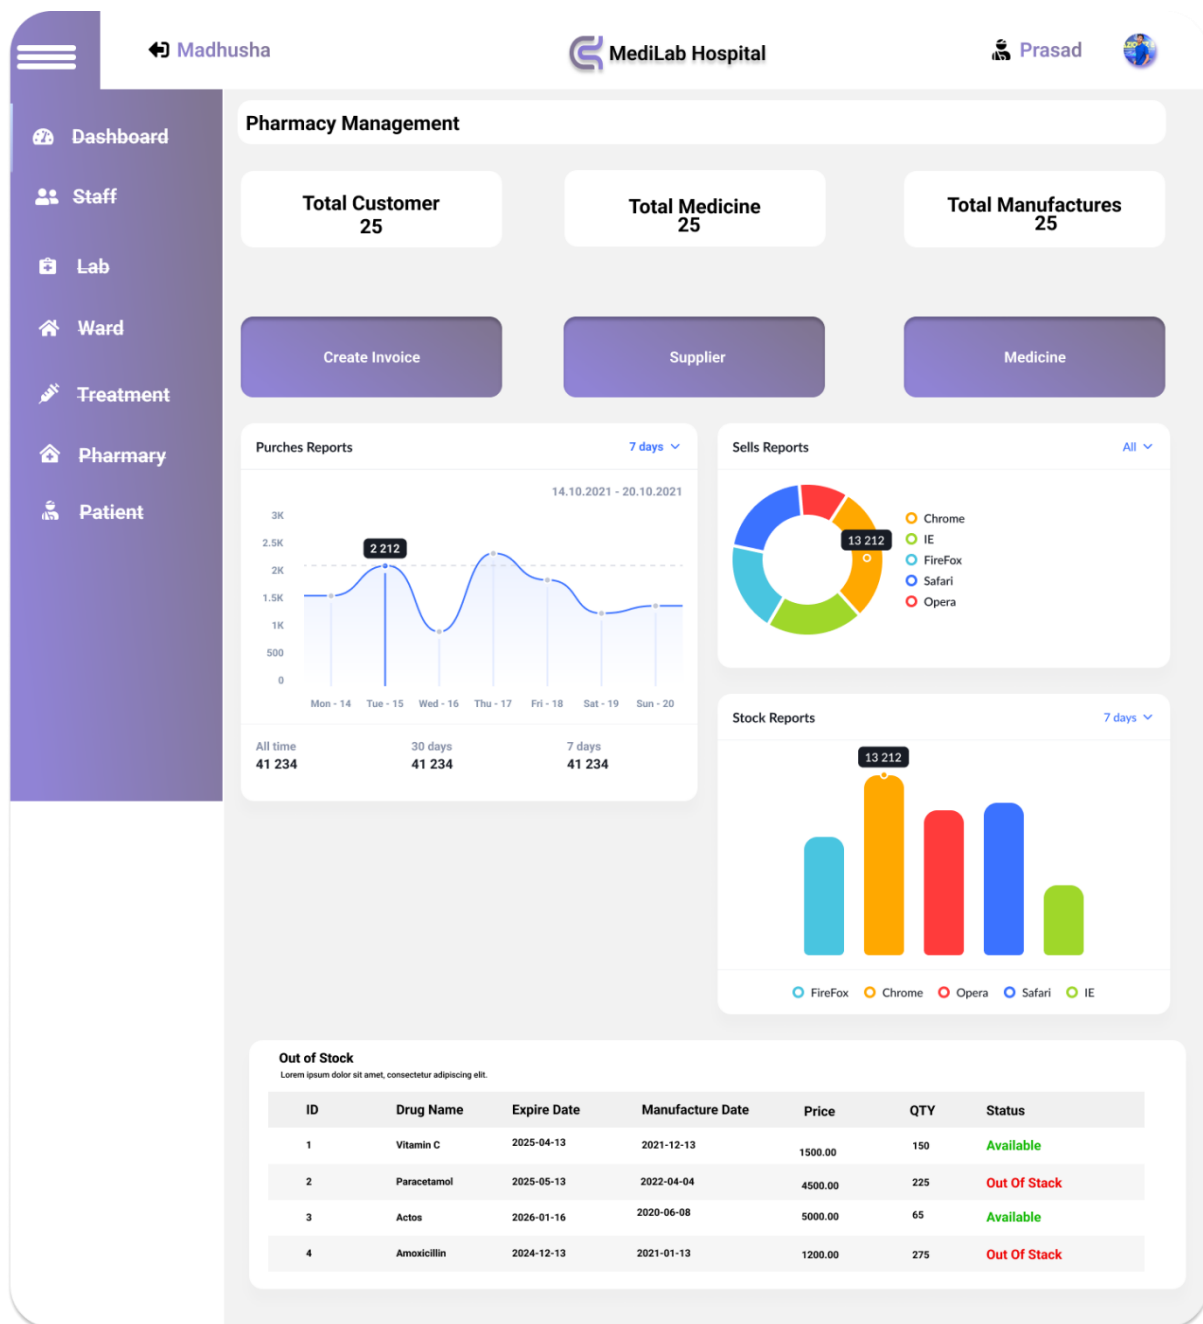 Madhusha
MediLab Hospital
Prasad
Dashboard
Staff
Lab
Ward
Treatment
Pharmary
Patient
Pharmacy Management
Total Customer
25
Total Medicine
25
Total Manufactures
25
Create Invoice
Supplier
Medicine
Purches Reports
7 days
14.10.2021 - 20.10.2021
3K
2.5K
2K
1.5K
1K
500
0
2 212
Mon - 14 Tue - 15 Wed - 16 Thu - 17 Fri - 18 Sat - 19 Sun - 20
All time 30 days 7 days
41 234 41 234 41 234
Sells Reports
All
13 212
Chrome
IE
FireFox
Safari
Opera
Stock Reports
7 days
13 212
FireFox Chrome Opera Safari IE
Out of Stock
Lorem ipsum dolor sit amet, consectetur adipiscing elit.
ID Drug Name Expire Date Manufacture Date Price QTY Status
1 Vitamin C 2025-04-13 2021-12-13 1500.00 150 Available
2 Paracetamol 2025-05-13 2022-04-04 4500.00 225 Out Of Stack
3 Actos 2026-01-16 2020-06-08 5000.00 65 Available
4 Amoxicillin 2024-12-13 2021-01-13 1200.00 275 Out Of Stack